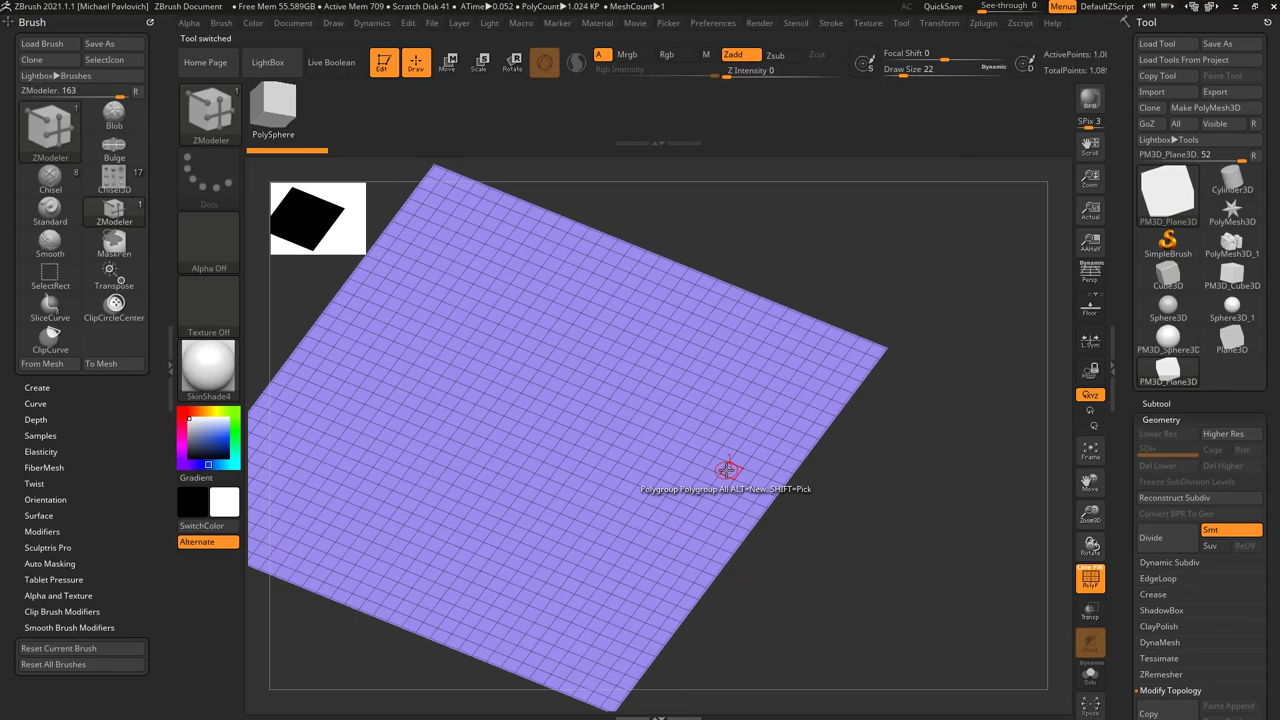 ZBrush 2021.1.1 [Michael Pavlovich] ZBrush Document • Free Mem 55.589GB • Active Mem 709 • Scratch Disk 41 • ATime▶0.052 • PolyCount▶1.024 KP • MeshCount▶1
AC QuickSave See-through 0 Menus DefaultZScript
Brush
Alpha Brush Color Document Draw Dynamics Edit File Layer Light Macro Marker Material Movie Picker Preferences Render Stencil Stroke Texture Tool Transform Zplugin Zscript Help
Tool
Tool switched
Load Brush Save As
Clone SelectIcon
Lightbox▶Brushes
ZModeler. 163 R
Home Page LightBox Live Boolean
Edit Draw Move Scale Rotate
A Mrgb Rgb M Zadd Zsub Zcut
Rgb Intensity Z Intensity 0
Focal Shift 0
Draw Size 22 Dynamic
S D
ActivePoints: 1,08
TotalPoints: 1,08
Load Tool Save As
Load Tools From Project
Copy Tool Paste Tool
Import Export
Clone Make PolyMesh3D
GoZ All Visible R
Lightbox▶Tools
PM3D_Plane3D. 52 R
1
ZModeler
Blob
Bulge
8
Chisel
17
Chisel3D
Standard
1
ZModeler
Smooth
MaskPen
SelectRect
Transpose
SliceCurve
ClipCircleCenter
ClipCurve
From Mesh To Mesh
Create
Curve
Depth
Samples
Elasticity
FiberMesh
Twist
Orientation
Surface
Modifiers
Sculptris Pro
Auto Masking
Tablet Pressure
Alpha and Texture
Clip Brush Modifiers
Smooth Brush Modifiers
Reset Current Brush
Reset All Brushes
1
ZModeler
PolySphere
Dots
Alpha Off
Texture Off
SkinShade4
Gradient
SwitchColor
Alternate
Polygroup Polygroup All ALT=New, SHIFT=Pick
BPR
SPix 3
Scroll
Zoom
Actual
AAHalf
Dynamic
Persp
Floor
L.Sym
XYZ
Frame
Move
Zoom3D
Rotate
Line Fill
PolyF
Transp
Dynamic
Solo
Xpose
PM3D_Plane3D
Cylinder3D
PolyMesh3D
SimpleBrush
PolyMesh3D_1
Cube3D
PM3D_Cube3D
Sphere3D
Sphere3D_1
PM3D_Sphere3D
Plane3D
PM3D_Plane3D
Subtool
Geometry
Lower Res Higher Res
SDiv Cage Rstr
Del Lower Del Higher
Freeze SubDivision Levels
Reconstruct Subdiv
Convert BPR To Geo
Divide Smt
Suv ReUV
Dynamic Subdiv
EdgeLoop
Crease
ShadowBox
ClayPolish
DynaMesh
Tessimate
ZRemesher
Modify Topology
Copy Paste Append